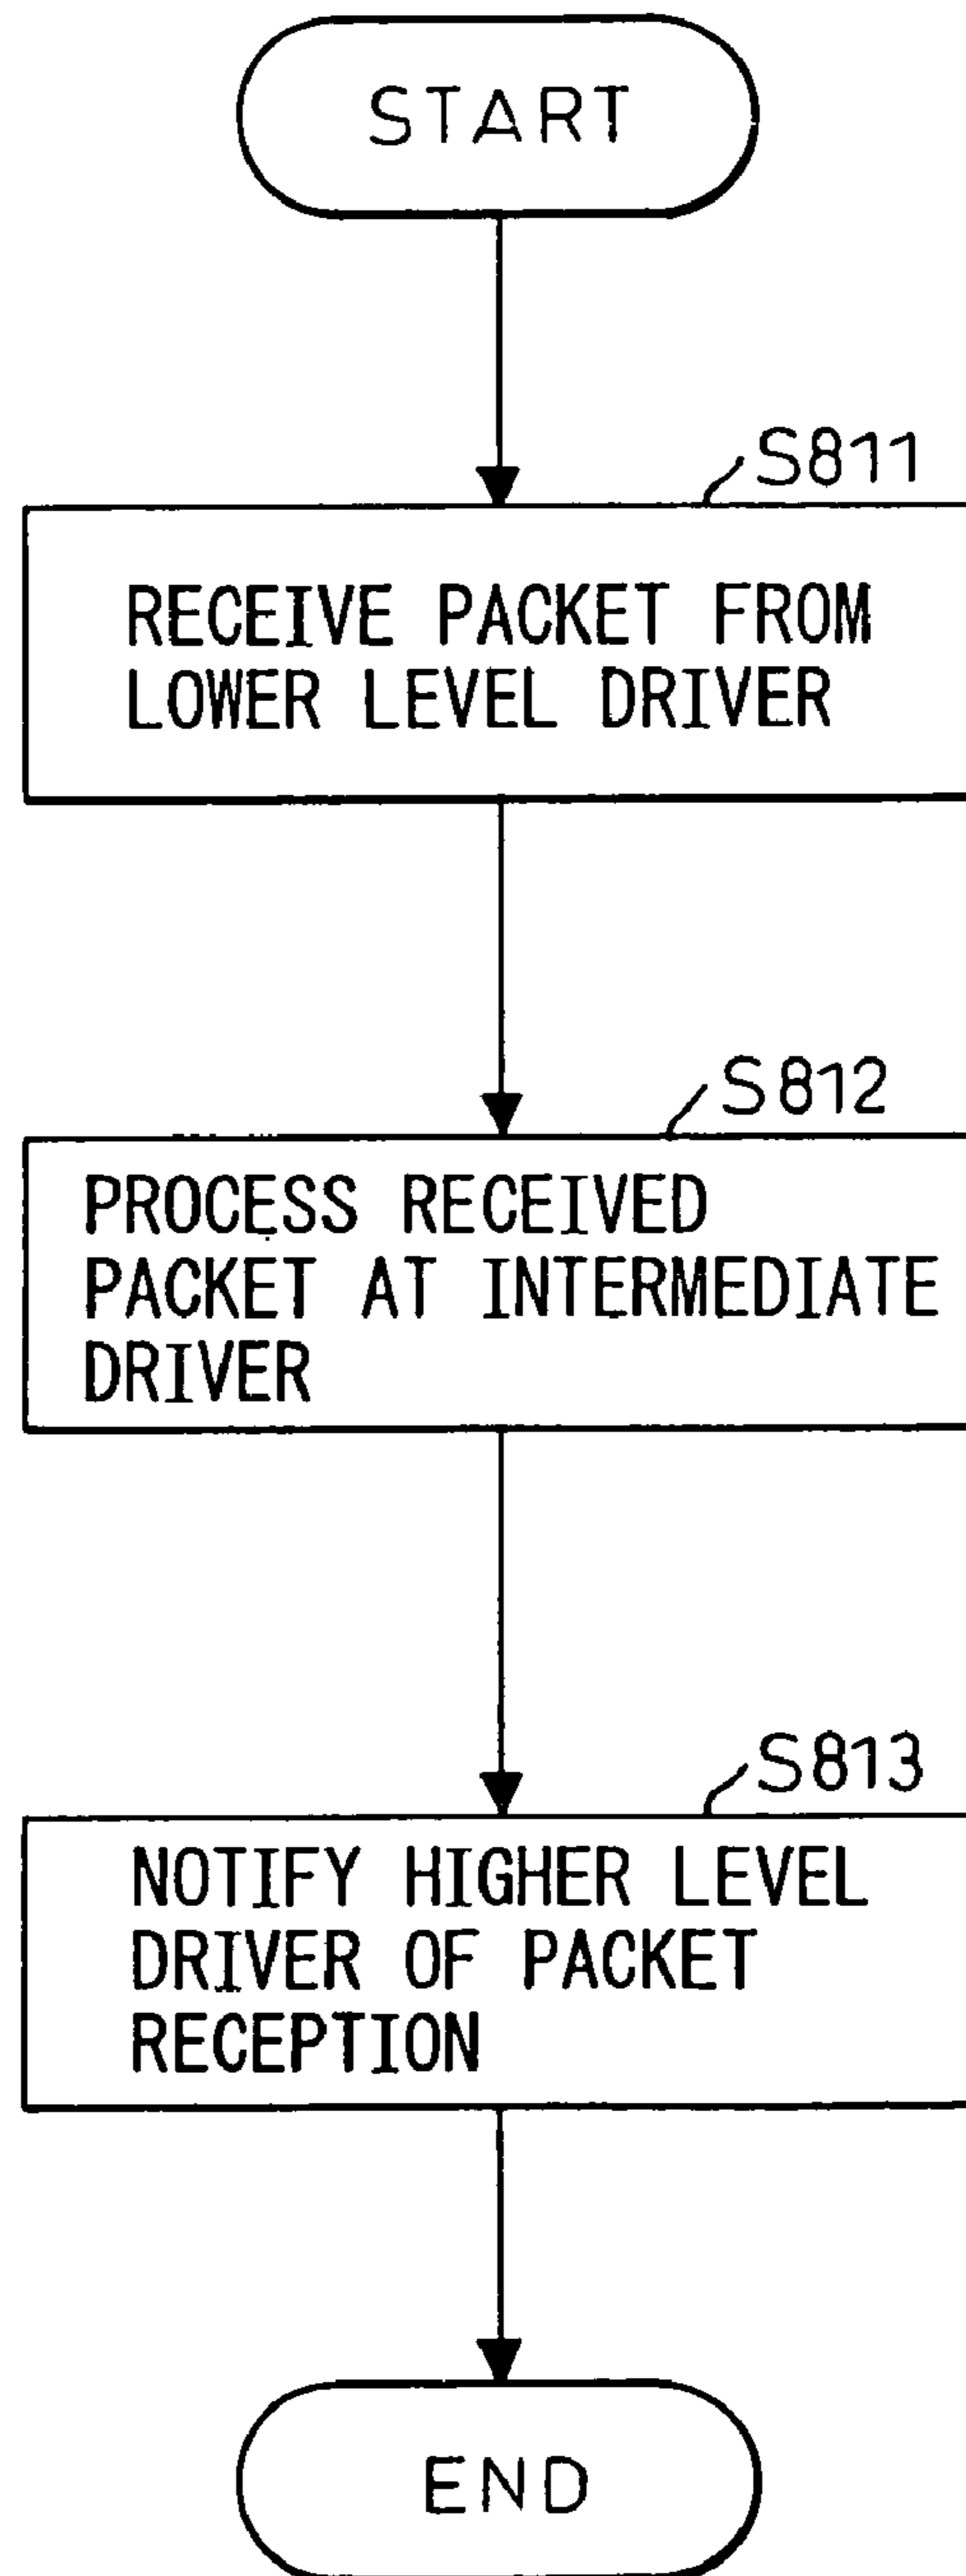 START
S811
RECEIVE PACKET FROM
LOWER LEVEL DRIVER
S812
PROCESS RECEIVED
PACKET AT INTERMEDIATE
DRIVER
S813
NOTIFY HIGHER LEVEL
DRIVER OF PACKET
RECEPTION
END